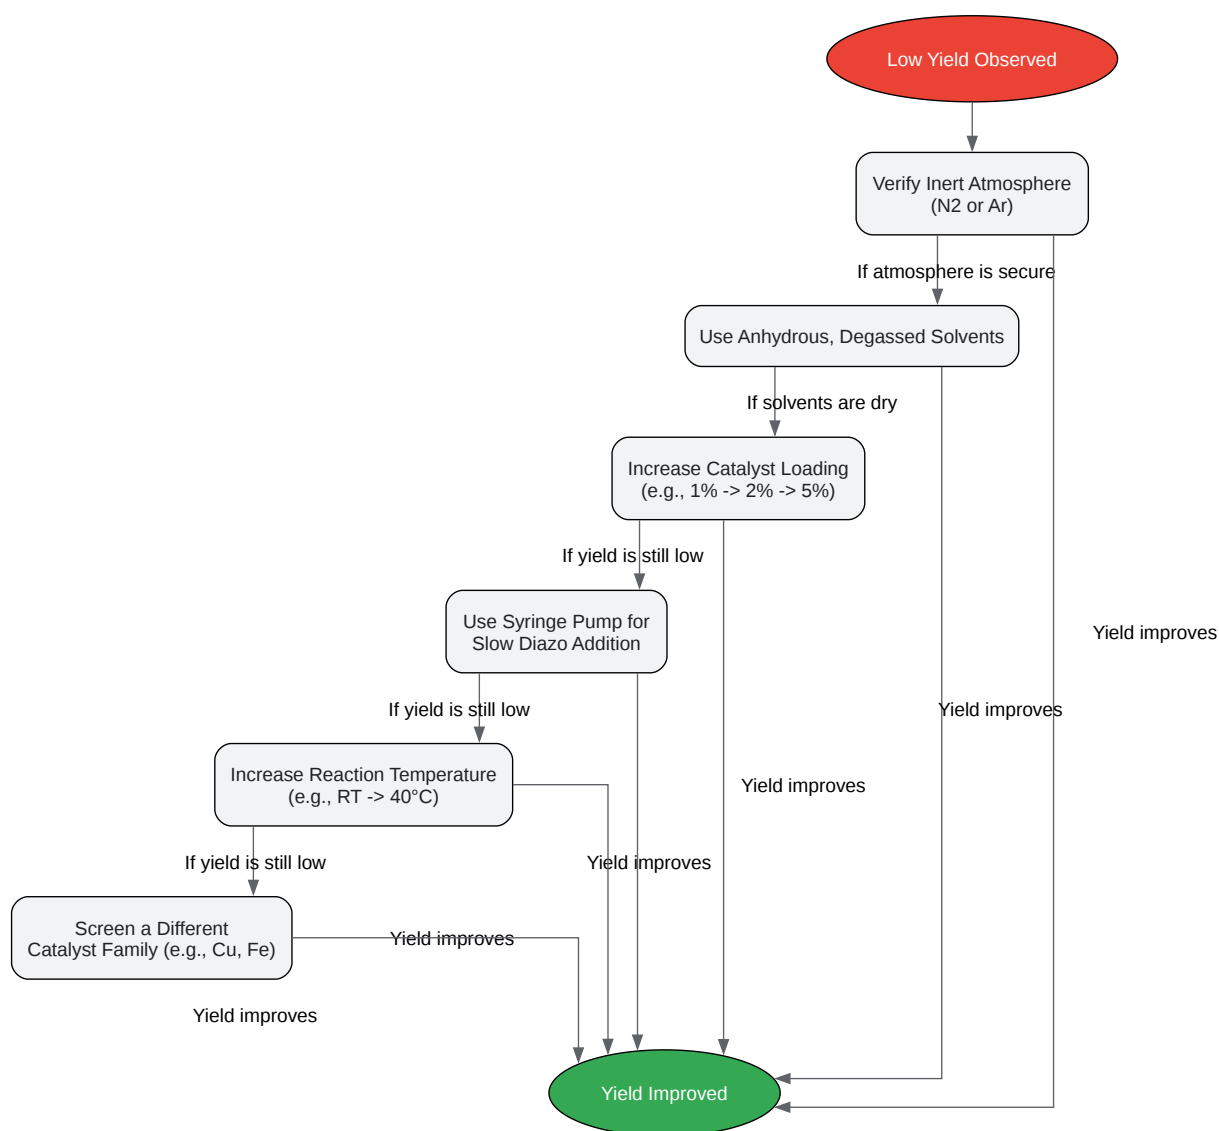 Low Yield Observed
Verify Inert Atmosphere
(N2 or Ar)
If atmosphere is secure
Use Anhydrous, Degassed Solvents
If solvents are dry
Increase Catalyst Loading
(e.g., 1% -> 2% -> 5%)
If yield is still low
Use Syringe Pump for
Slow Diazo Addition
Yield improves
If yield is still low
Yield improves
Increase Reaction Temperature
(e.g., RT -> 40°C)
Yield improves
If yield is still low
Yield improves
Screen a Different
Catalyst Family (e.g., Cu, Fe)
Yield improves
Yield improves
Yield Improved